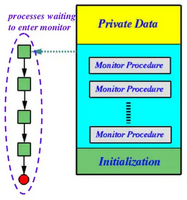 processes waiting
to enter monitor
Private Data
Monitor Procedure
Monitor Procedure
Monitor Procedure
Initialization